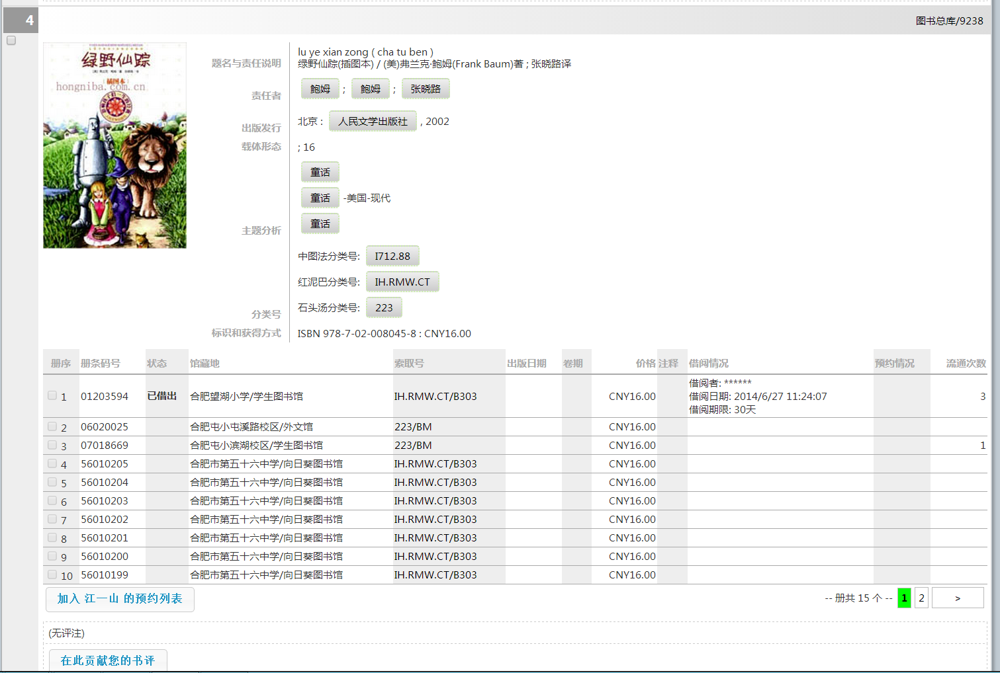 4
图书总库/9238
绿野仙踪
插图本
hongniba.com.cn
题名与责任说明
lu ye xian zong ( cha tu ben )
绿野仙踪(插图本) / (美)弗兰克·鲍姆(Frank Baum)著 ; 张晓路译
责任者 鲍姆 ; 鲍姆 ; 张晓路
出版发行 北京 : 人民文学出版社 , 2002
载体形态 ; 16
童话
童话 -美国-现代
童话
主题分析
中图法分类号: I712.88
红泥巴分类号: IH.RMW.CT
石头汤分类号: 223
分类号
标识和获得方式 ISBN 978-7-02-008045-8 : CNY16.00
册序 册条码号 状态 馆藏地 索取号 出版日期 卷期 价格 注释 借阅情况 预约情况 流通次数
1 01203594 已借出 合肥望湖小学/学生图书馆 IH.RMW.CT/B303 CNY16.00 借阅者: ****** 3
借阅日期: 2014/6/27 11:24:07
借阅期限: 30天
2 06020025 合肥屯小屯溪路校区/外文馆 223/BM CNY16.00
3 07018669 合肥屯小滨湖校区/学生图书馆 223/BM CNY16.00 1
4 56010205 合肥市第五十六中学/向日葵图书馆 IH.RMW.CT/B303 CNY16.00
5 56010204 合肥市第五十六中学/向日葵图书馆 IH.RMW.CT/B303 CNY16.00
6 56010203 合肥市第五十六中学/向日葵图书馆 IH.RMW.CT/B303 CNY16.00
7 56010202 合肥市第五十六中学/向日葵图书馆 IH.RMW.CT/B303 CNY16.00
8 56010201 合肥市第五十六中学/向日葵图书馆 IH.RMW.CT/B303 CNY16.00
9 56010200 合肥市第五十六中学/向日葵图书馆 IH.RMW.CT/B303 CNY16.00
10 56010199 合肥市第五十六中学/向日葵图书馆 IH.RMW.CT/B303 CNY16.00
加入 江一山 的预约列表
-- 册共 15 个 -- 1 2 >
(无评注)
在此贡献您的书评